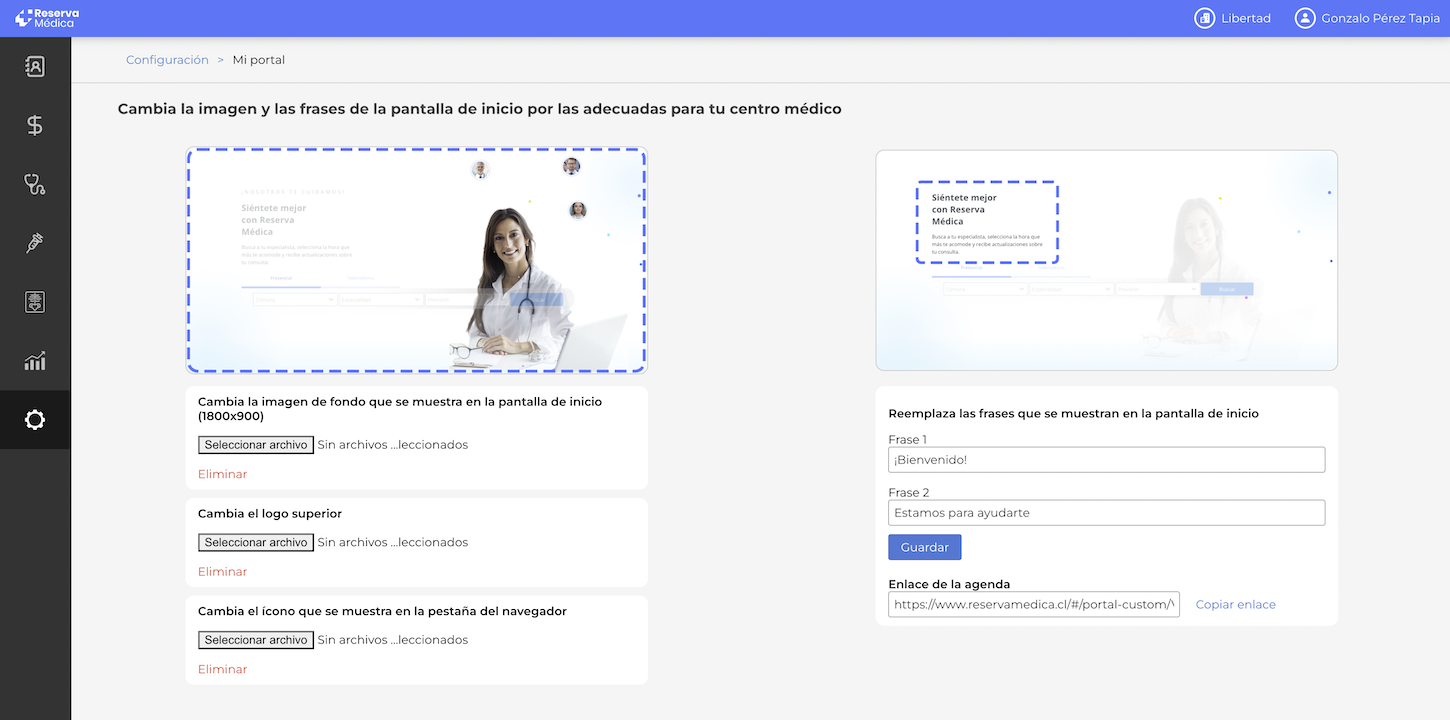 Reserva
Médica
Libertad
Gonzalo Pérez Tapia
Configuración > Mi portal
Cambia la imagen y las frases de la pantalla de inicio por las adecuadas para tu centro médico
¡NOSOTROS TE CUIDAMOS!
Siéntete mejor
con Reserva
Médica
Busca a tu especialista, selecciona la hora que
más te acomode y recibe actualizaciones sobre
tu consulta.
Presencial
Siéntete mejor
con Reserva
Médica
Busca a tu especialista, selecciona la hora que
más te acomode y recibe actualizaciones sobre
tu consulta.
Presencial
Buscar
Cambia la imagen de fondo que se muestra en la pantalla de inicio
(1800x900)
Seleccionar archivo Sin archivos ...leccionados
Eliminar
Cambia el logo superior
Seleccionar archivo Sin archivos ...leccionados
Eliminar
Cambia el ícono que se muestra en la pestaña del navegador
Seleccionar archivo Sin archivos ...leccionados
Eliminar
Reemplaza las frases que se muestran en la pantalla de inicio
Frase 1
¡Bienvenido!
Frase 2
Estamos para ayudarte
Guardar
Enlace de la agenda
https://www.reservamedica.cl/#/portal-custom/
Copiar enlace